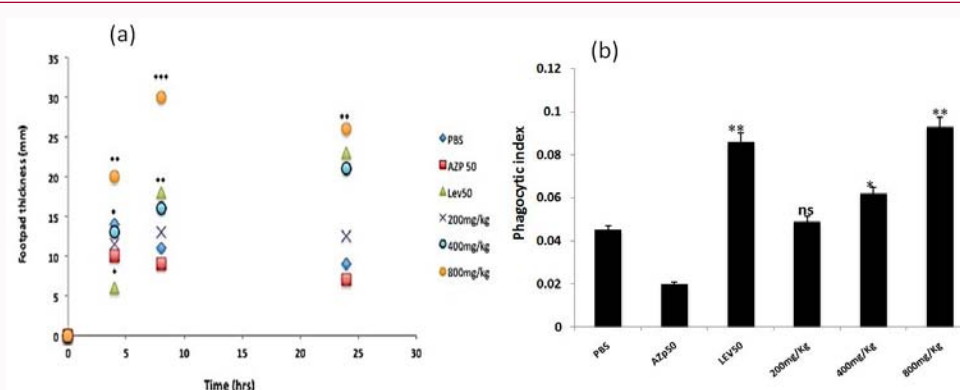 (a)
Footpad thickness (mm)
35
30
25
20
15
10
5
0
***
**
**
**
*
*
0 5 10 15 20 25 30
Time (hrs)
PBS
AZP 50
Lev50
200mg/kg
400mg/kg
800mg/kg
(b)
Phagocytic index
0.12
0.1
0.08
0.06
0.04
0.02
0
**
ns
*
**
PBS
AZp50
LEV50
200mg/Kg
400mg/Kg
800mg/Kg